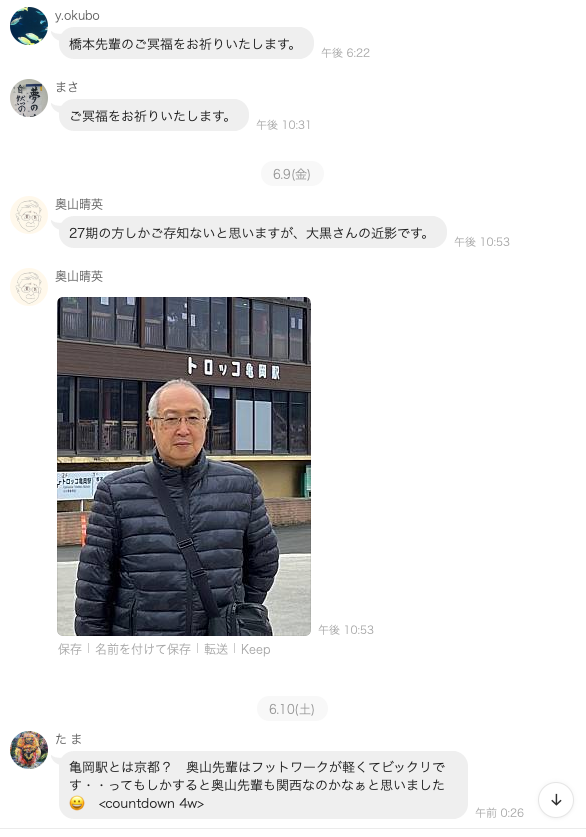 y.okubo
橋本先輩のご冥福をお祈りいたします。
午後 6:22
まさ
ご冥福をお祈りいたします。
午後 10:31
6.9(金)
奥山晴英
27期の方しかご存知ないと思いますが、大黒さんの近影です。
午後 10:53
奥山晴英
トロッコ亀岡駅
トロッコ亀岡駅
午後 10:53
保存 | 名前を付けて保存 | 転送 | Keep
6.10(土)
た ま
亀岡駅とは京都？　奥山先輩はフットワークが軽くてビックリで
す・・ってもしかすると奥山先輩も関西なのかなぁと思いました
😀　<countdown 4w>
午前 0:26